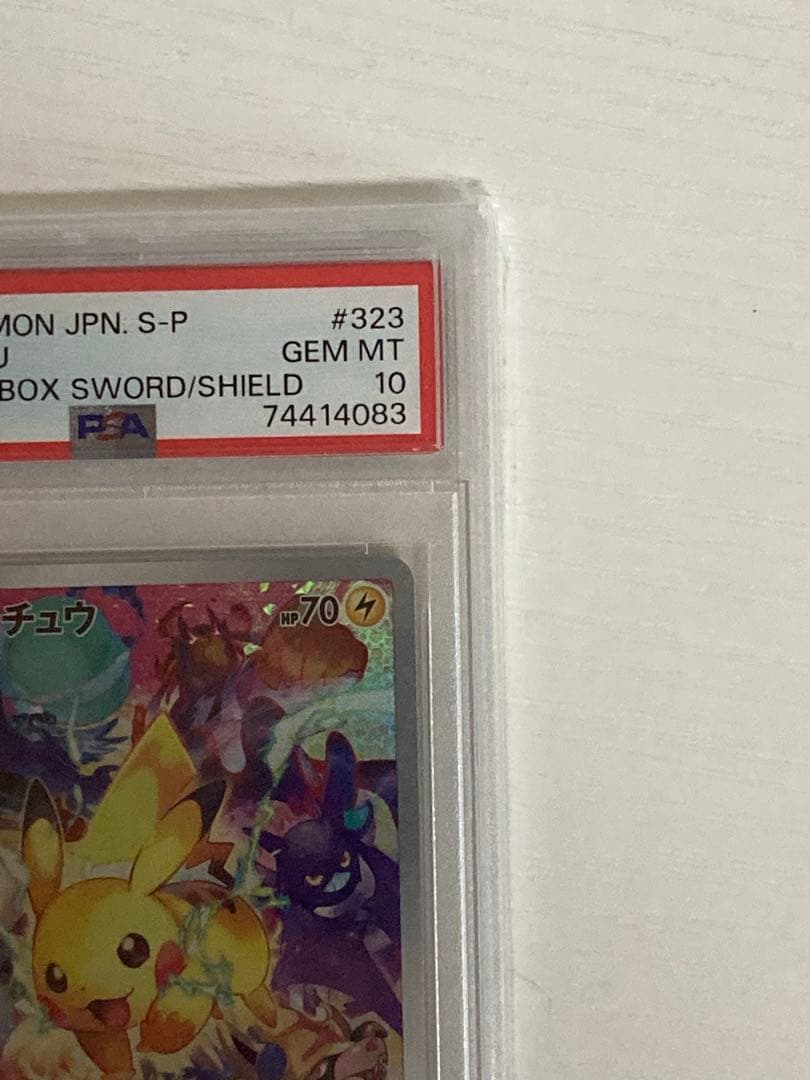 MON JPN. S-P #323
U GEM MT
BOX SWORD/SHIELD 10
PSA 74414083
チュウ HP70